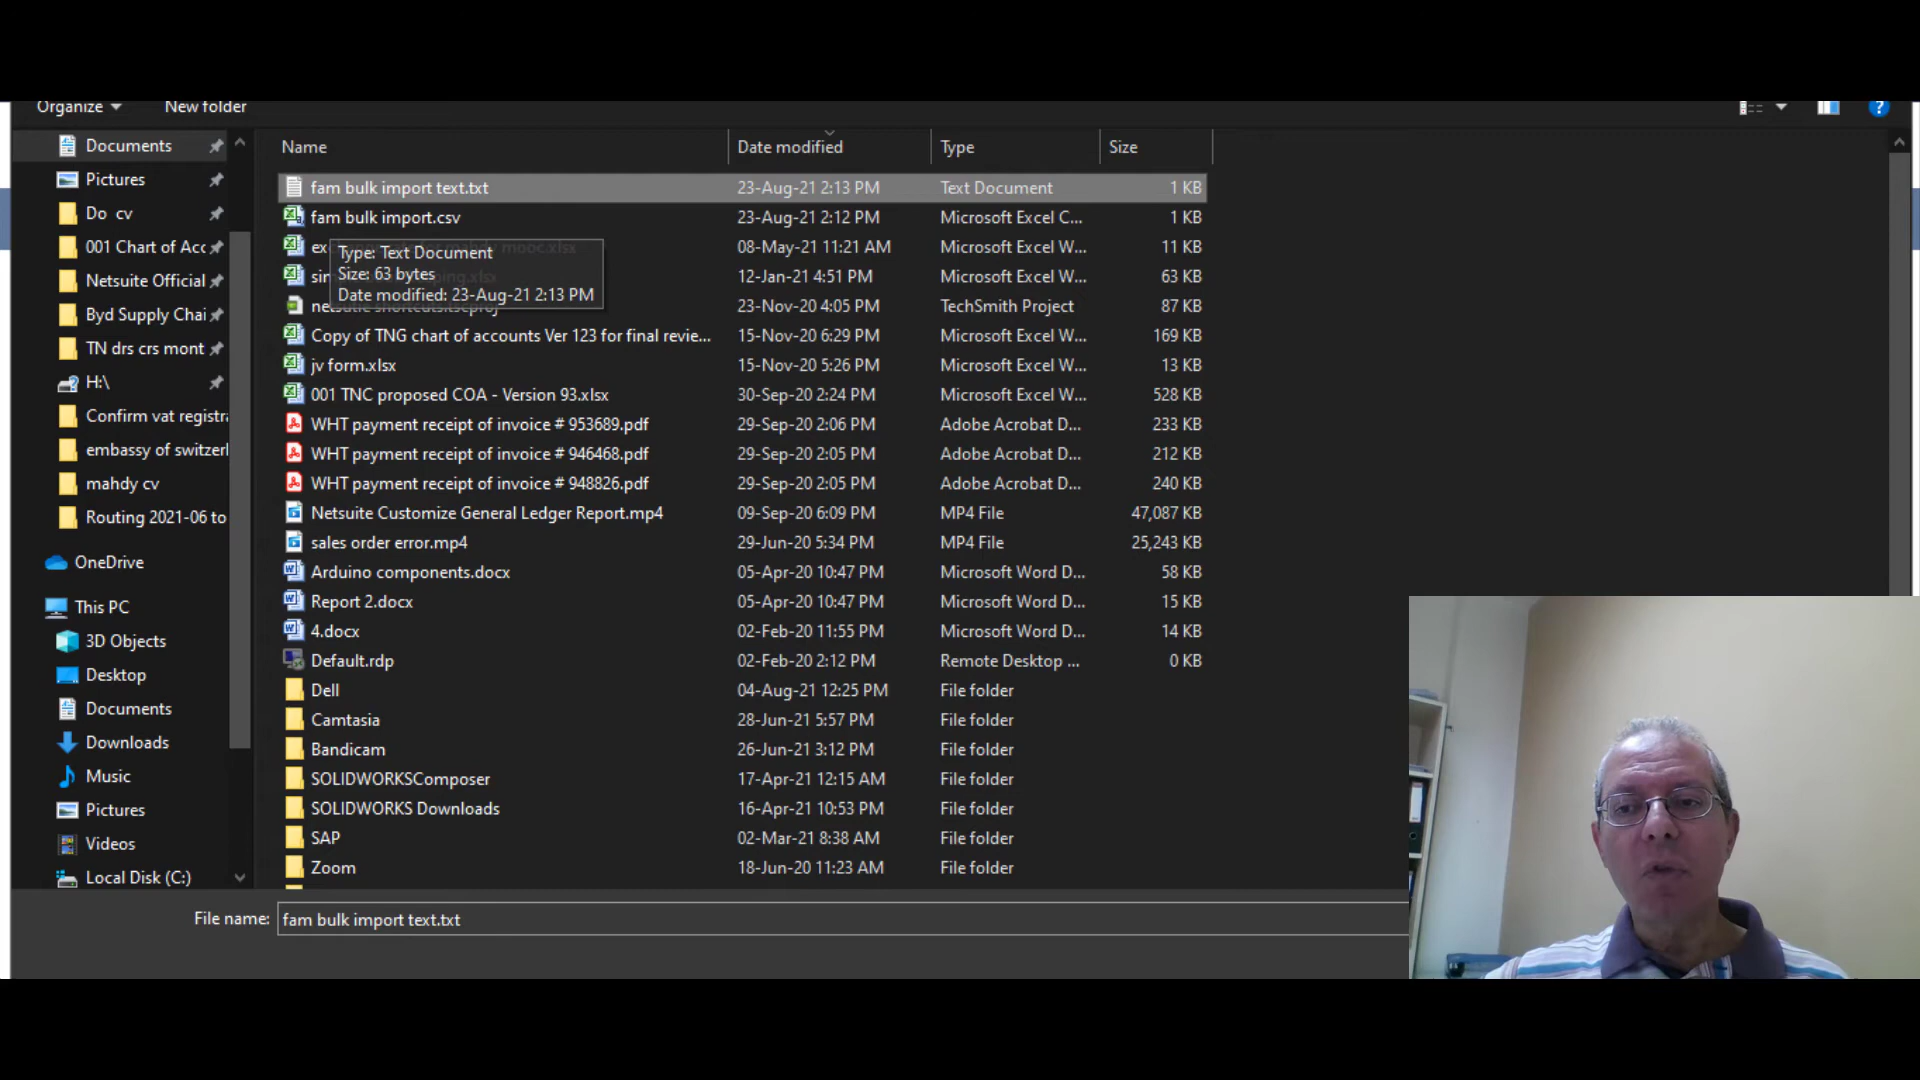 Organize New folder
Name Date modified Type Size
fam bulk import text.txt 23-Aug-21 2:13 PM Text Document 1 KB
fam bulk import.csv 23-Aug-21 2:12 PM Microsoft Excel C... 1 KB
ex mooc.xlsx 08-May-21 11:21 AM Microsoft Excel W... 11 KB
12-Jan-21 4:51 PM Microsoft Excel W... 63 KB
23-Nov-20 4:05 PM TechSmith Project 87 KB
Type: Text Document
Size: 63 bytes
Date modified: 23-Aug-21 2:13 PM
Copy of TNG chart of accounts Ver 123 for final revie... 15-Nov-20 6:29 PM Microsoft Excel W... 169 KB
jv form.xlsx 15-Nov-20 5:26 PM Microsoft Excel W... 13 KB
001 TNC proposed COA - Version 93.xlsx 30-Sep-20 2:24 PM Microsoft Excel W... 528 KB
WHT payment receipt of invoice # 953689.pdf 29-Sep-20 2:06 PM Adobe Acrobat D... 233 KB
WHT payment receipt of invoice # 946468.pdf 29-Sep-20 2:05 PM Adobe Acrobat D... 212 KB
WHT payment receipt of invoice # 948826.pdf 29-Sep-20 2:05 PM Adobe Acrobat D... 240 KB
Netsuite Customize General Ledger Report.mp4 09-Sep-20 6:09 PM MP4 File 47,087 KB
sales order error.mp4 29-Jun-20 5:34 PM MP4 File 25,243 KB
Arduino components.docx 05-Apr-20 10:47 PM Microsoft Word D... 58 KB
Report 2.docx 05-Apr-20 10:47 PM Microsoft Word D... 15 KB
4.docx 02-Feb-20 11:55 PM Microsoft Word D... 14 KB
Default.rdp 02-Feb-20 2:12 PM Remote Desktop ... 0 KB
Dell 04-Aug-21 12:25 PM File folder
Camtasia 28-Jun-21 5:57 PM File folder
Bandicam 26-Jun-21 3:12 PM File folder
SOLIDWORKSComposer 17-Apr-21 12:15 AM File folder
SOLIDWORKS Downloads 16-Apr-21 10:53 PM File folder
SAP 02-Mar-21 8:38 AM File folder
Zoom 18-Jun-20 11:23 AM File folder
Documents
Pictures
Do cv
001 Chart of Acc
Netsuite Official
Byd Supply Chai
TN drs crs mont
H:\
Confirm vat registra
embassy of switzerl
mahdy cv
Routing 2021-06 to
OneDrive
This PC
3D Objects
Desktop
Documents
Downloads
Music
Pictures
Videos
Local Disk (C:)
File name: fam bulk import text.txt